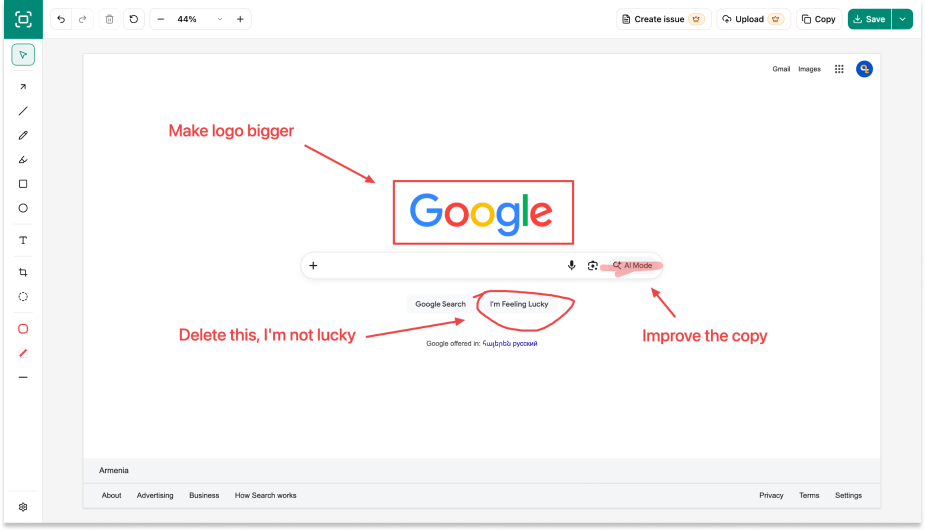 44%
Create issue
Upload
Copy
Save
Gmail Images
Make logo bigger
Google
AI Mode
Google Search
I'm Feeling Lucky
Delete this, I'm not lucky
Improve the copy
Google offered in: Հայերեն русский
Armenia
About Advertising Business How Search works
Privacy Terms Settings